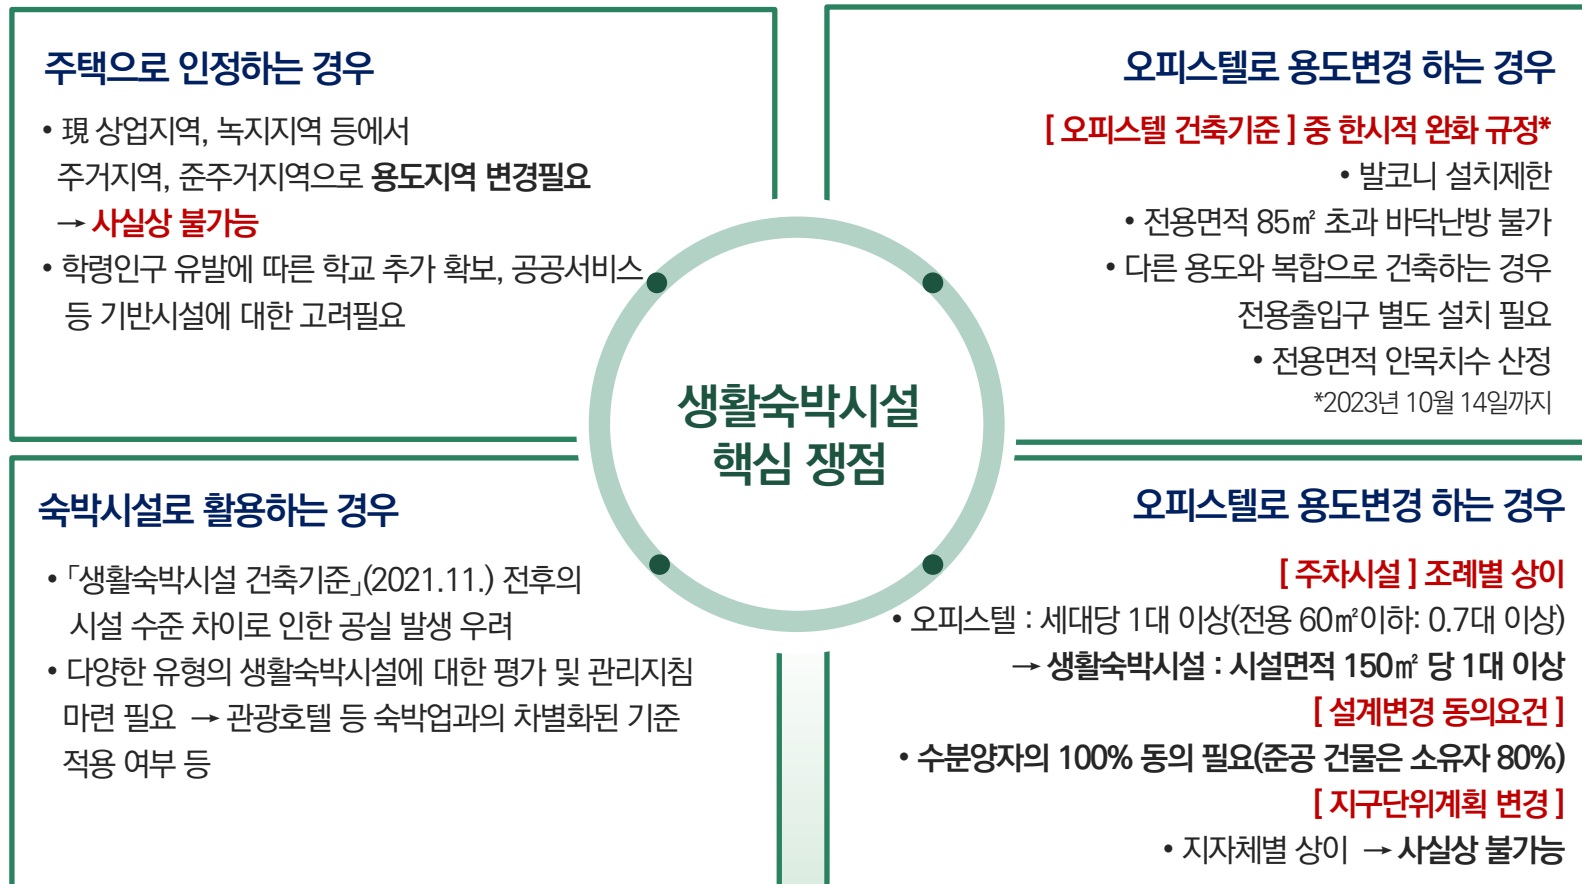 주택으로 인정하는 경우
• 現 상업지역, 녹지지역 등에서
주거지역, 준주거지역으로 용도지역 변경필요
→ 사실상 불가능
• 학령인구 유발에 따른 학교 추가 확보, 공공서비스
등 기반시설에 대한 고려필요
오피스텔로 용도변경 하는 경우
[ 오피스텔 건축기준 ] 중 한시적 완화 규정*
• 발코니 설치제한
• 전용면적 85㎡ 초과 바닥난방 불가
• 다른 용도와 복합으로 건축하는 경우
전용출입구 별도 설치 필요
• 전용면적 안목치수 산정
*2023년 10월 14일까지
생활숙박시설
핵심 쟁점
숙박시설로 활용하는 경우
• 「생활숙박시설 건축기준」(2021.11.) 전후의
시설 수준 차이로 인한 공실 발생 우려
• 다양한 유형의 생활숙박시설에 대한 평가 및 관리지침
마련 필요 → 관광호텔 등 숙박업과의 차별화된 기준
적용 여부 등
오피스텔로 용도변경 하는 경우
[ 주차시설 ] 조례별 상이
• 오피스텔 : 세대당 1대 이상(전용 60㎡이하: 0.7대 이상)
→ 생활숙박시설 : 시설면적 150㎡ 당 1대 이상
[ 설계변경 동의요건 ]
• 수분양자의 100% 동의 필요(준공 건물은 소유자 80%)
[ 지구단위계획 변경 ]
• 지자체별 상이 → 사실상 불가능